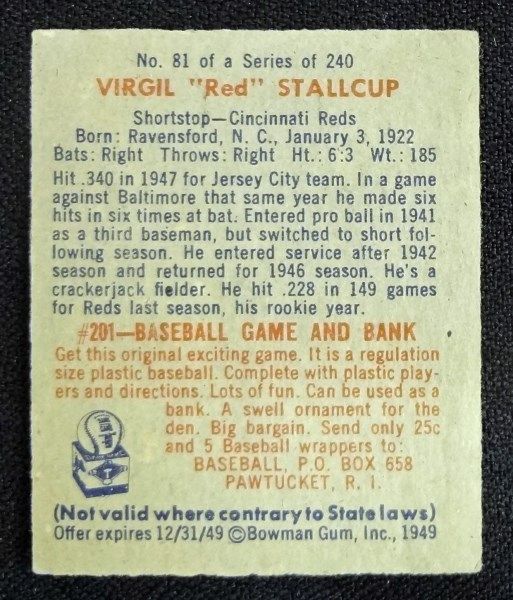 No. 81 of a Series of 240
VIRGIL "Red" STALLCUP
Shortstop—Cincinnati Reds
Born: Ravensford, N. C., January 3, 1922
Bats: Right Throws: Right Ht.: 6:3 Wt.: 185
Hit .340 in 1947 for Jersey City team. In a game
against Baltimore that same year he made six
hits in six times at bat. Entered pro ball in 1941
as a third baseman, but switched to short fol-
lowing season. He entered service after 1942
season and returned for 1946 season. He's a
crackerjack fielder. He hit .228 in 149 games
for Reds last season, his rookie year.
#201—BASEBALL GAME AND BANK
Get this original exciting game. It is a regulation
size plastic baseball. Complete with plastic play-
ers and directions. Lots of fun. Can be used as a
bank. A swell ornament for the
den. Big bargain. Send only 25c
and 5 Baseball wrappers to:
BASEBALL, P.O. BOX 658
PAWTUCKET, R. I.
(Not valid where contrary to State laws)
Offer expires 12/31/49 ©Bowman Gum, Inc., 1949